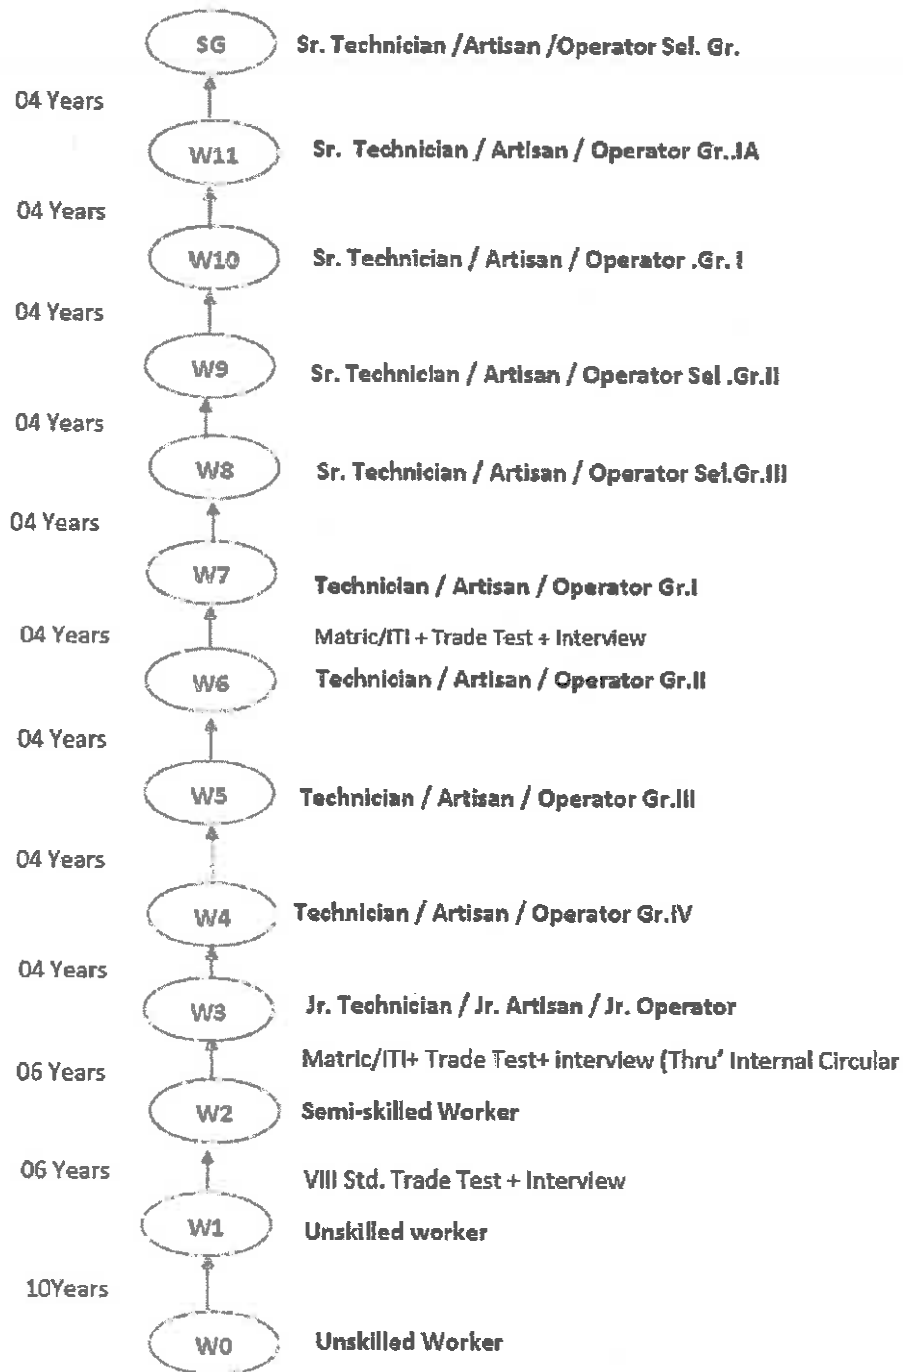 SG Sr. Technician /Artisan /Operator Sel. Gr.
04 Years
W11 Sr. Technician / Artisan / Operator Gr..IA
04 Years
W10 Sr. Technician / Artisan / Operator .Gr. I
04 Years
W9 Sr. Technician / Artisan / Operator Sel .Gr.II
04 Years
W8 Sr. Technician / Artisan / Operator Sel.Gr.III
04 Years
W7 Technician / Artisan / Operator Gr.I
04 Years Matric/ITI + Trade Test + Interview
W6 Technician / Artisan / Operator Gr.II
04 Years
W5 Technician / Artisan / Operator Gr.III
04 Years
W4 Technician / Artisan / Operator Gr.IV
04 Years
W3 Jr. Technician / Jr. Artisan / Jr. Operator
06 Years Matric/ITI+ Trade Test+ interview (Thru' Internal Circular
W2 Semi-skilled Worker
06 Years VIII Std. Trade Test + Interview
W1 Unskilled worker
10Years
W0 Unskilled Worker